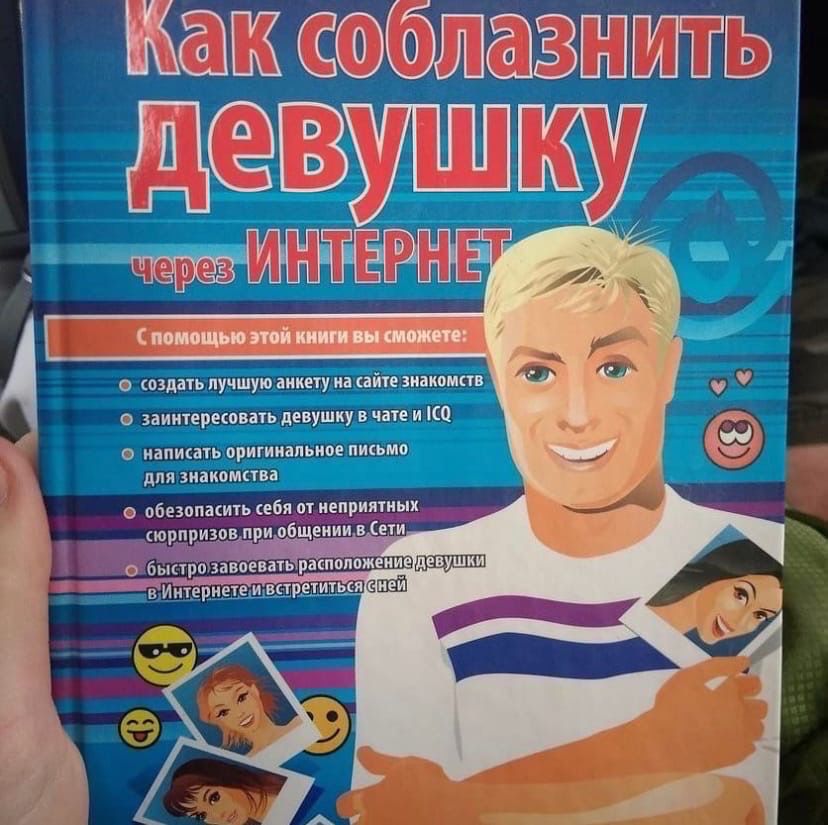 Как соблазнить
девушку
через ИНТЕРНЕТ
@
С помощью этой книги вы сможете:
создать лучшую анкету на сайте знакомств
заинтересовать девушку в чате и ICQ
написать оригинальное письмо
для знакомства
обезопасить себя от неприятных
сюрпризов при общении в Сети
быстро завоевать расположение девушки
в Интернете и встретиться с ней